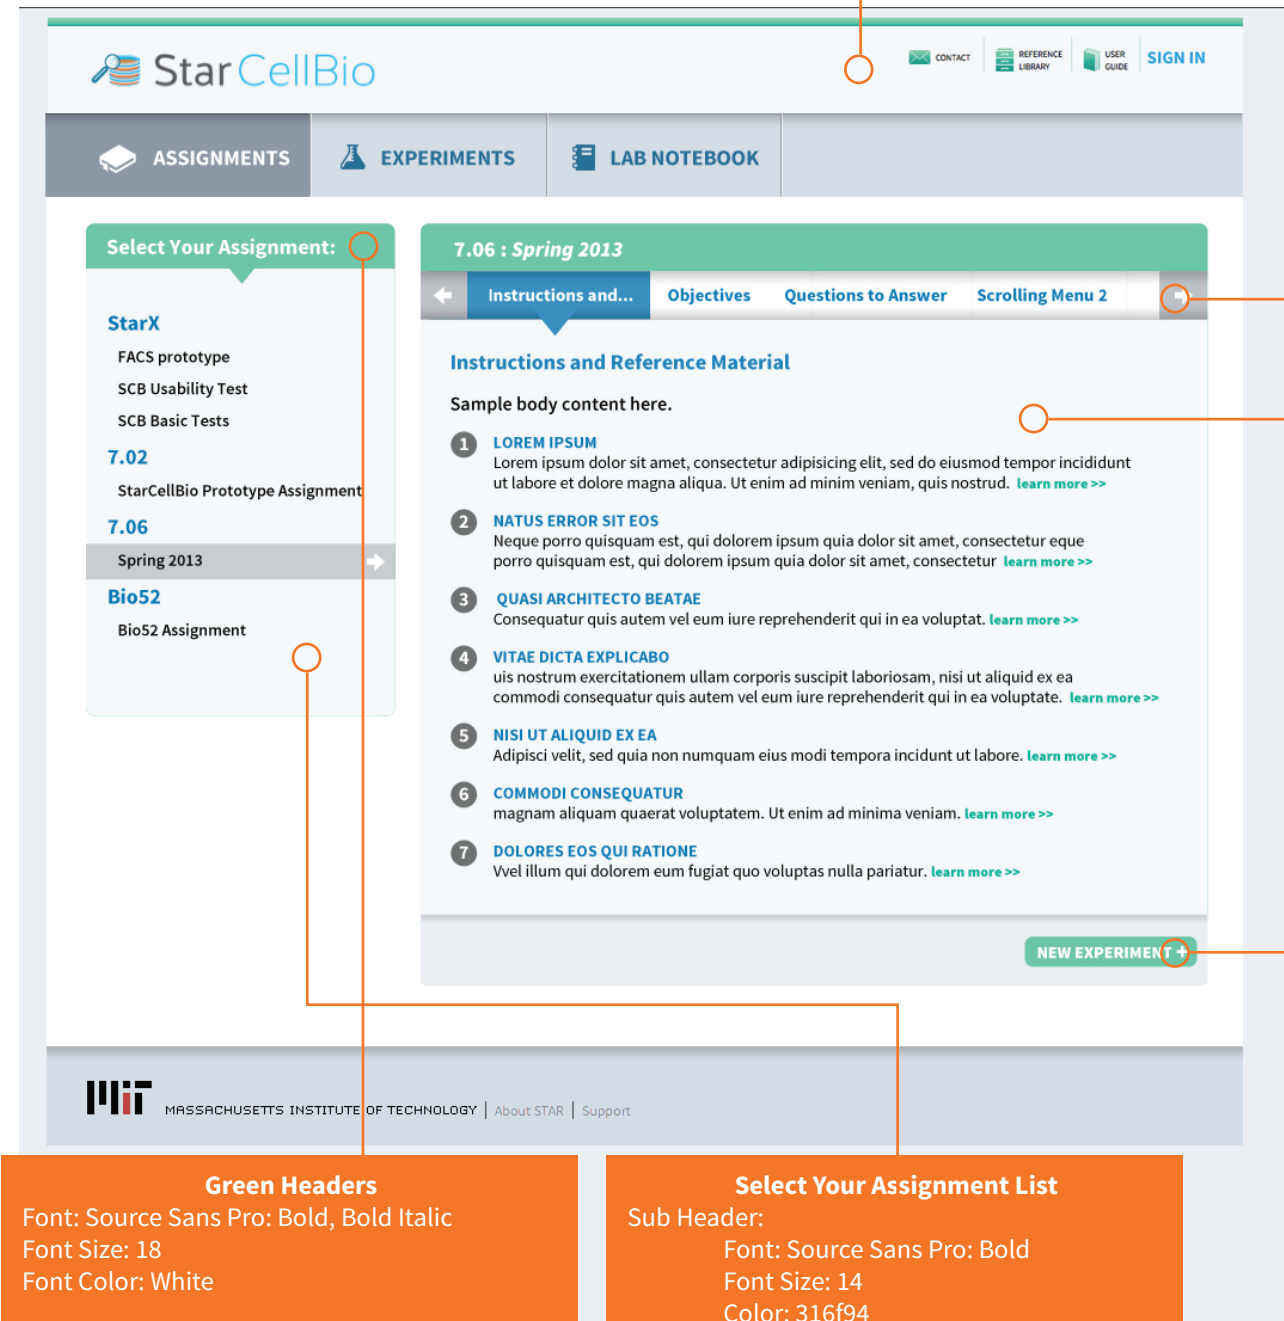 StarCellBio
CONTACT
REFERENCE
LIBRARY
USER
GUIDE
SIGN IN
ASSIGNMENTS
EXPERIMENTS
LAB NOTEBOOK
Select Your Assignment:
StarX
FACS prototype
SCB Usability Test
SCB Basic Tests
7.02
StarCellBio Prototype Assignment
7.06
Spring 2013
Bio52
Bio52 Assignment
7.06 : Spring 2013
Instructions and...
Objectives
Questions to Answer
Scrolling Menu 2
Instructions and Reference Material
Sample body content here.
1 LOREM IPSUM
Lorem ipsum dolor sit amet, consectetur adipisicing elit, sed do eiusmod tempor incididunt
ut labore et dolore magna aliqua. Ut enim ad minim veniam, quis nostrud. learn more >>
2 NATUS ERROR SIT EOS
Neque porro quisquam est, qui dolorem ipsum quia dolor sit amet, consectetur eque
porro quisquam est, qui dolorem ipsum quia dolor sit amet, consectetur learn more >>
3 QUASI ARCHITECTO BEATAE
Consequatur quis autem vel eum iure reprehenderit qui in ea voluptat. learn more >>
4 VITAE DICTA EXPLICABO
uis nostrum exercitationem ullam corporis suscipit laboriosam, nisi ut aliquid ex ea
commodi consequatur quis autem vel eum iure reprehenderit qui in ea voluptate. learn more >>
5 NISI UT ALIQUID EX EA
Adipisci velit, sed quia non numquam eius modi tempora incidunt ut labore. learn more >>
6 COMMODI CONSEQUATUR
magnam aliquam quaerat voluptatem. Ut enim ad minima veniam. learn more >>
7 DOLORES EOS QUI RATIONE
Vvel illum qui dolorem eum fugiat quo voluptas nulla pariatur. learn more >>
NEW EXPERIMENT +
MIT MASSACHUSETTS INSTITUTE OF TECHNOLOGY | About STAR | Support
Green Headers
Font: Source Sans Pro: Bold, Bold Italic
Font Size: 18
Font Color: White
Select Your Assignment List
Sub Header:
Font: Source Sans Pro: Bold
Font Size: 14
Color: 316f94